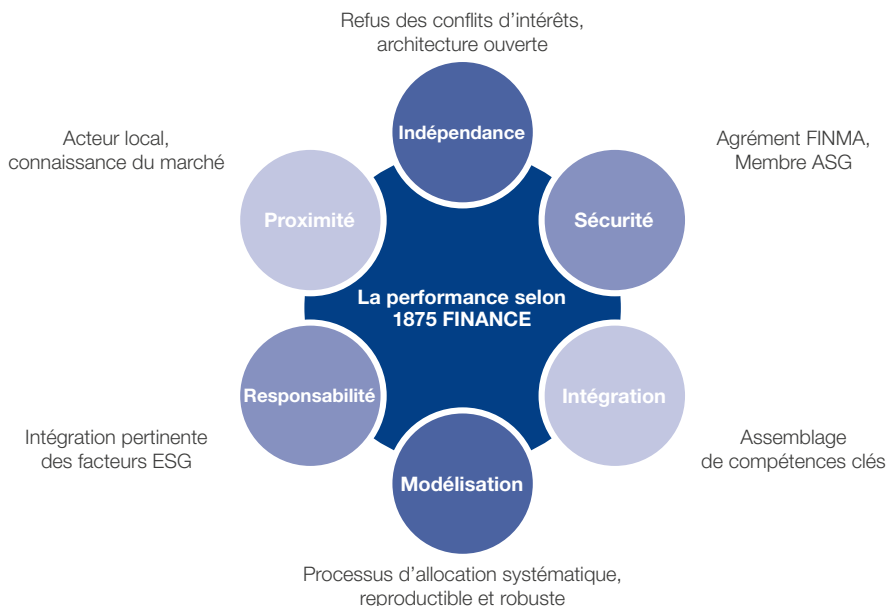 Refus des conflits d’intérêts,
architecture ouverte
Indépendance
Acteur local,
connaissance du marché
Agrément FINMA,
Membre ASG
Proximité
Sécurité
La performance selon
1875 FINANCE
Responsabilité
Intégration
Intégration pertinente
des facteurs ESG
Assemblage
de compétences clés
Modélisation
Processus d’allocation systématique,
reproductible et robuste